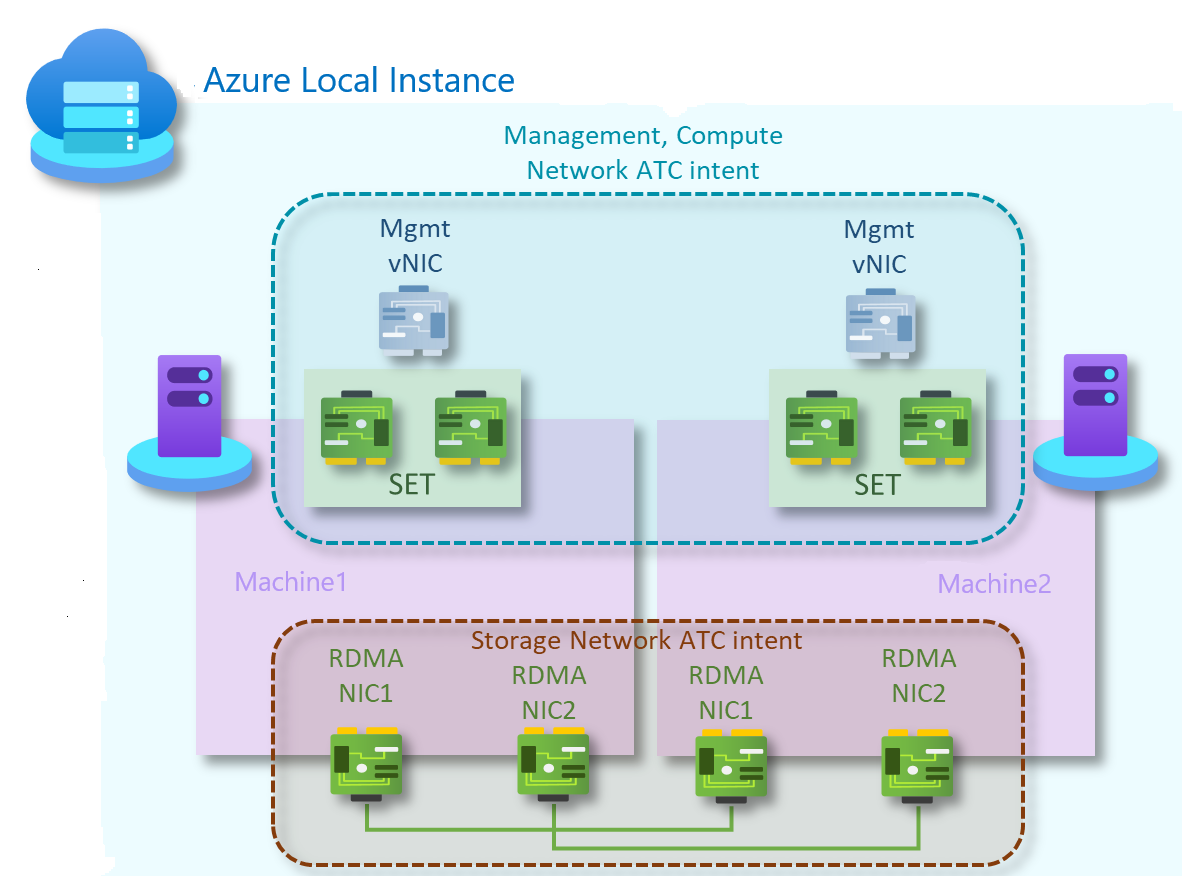 Azure Local Instance
Management, Compute
Network ATC intent
Mgmt
vNIC
Mgmt
vNIC
SET
SET
Machine1
Machine2
Storage Network ATC intent
RDMA
NIC1
RDMA
NIC2
RDMA
NIC1
RDMA
NIC2